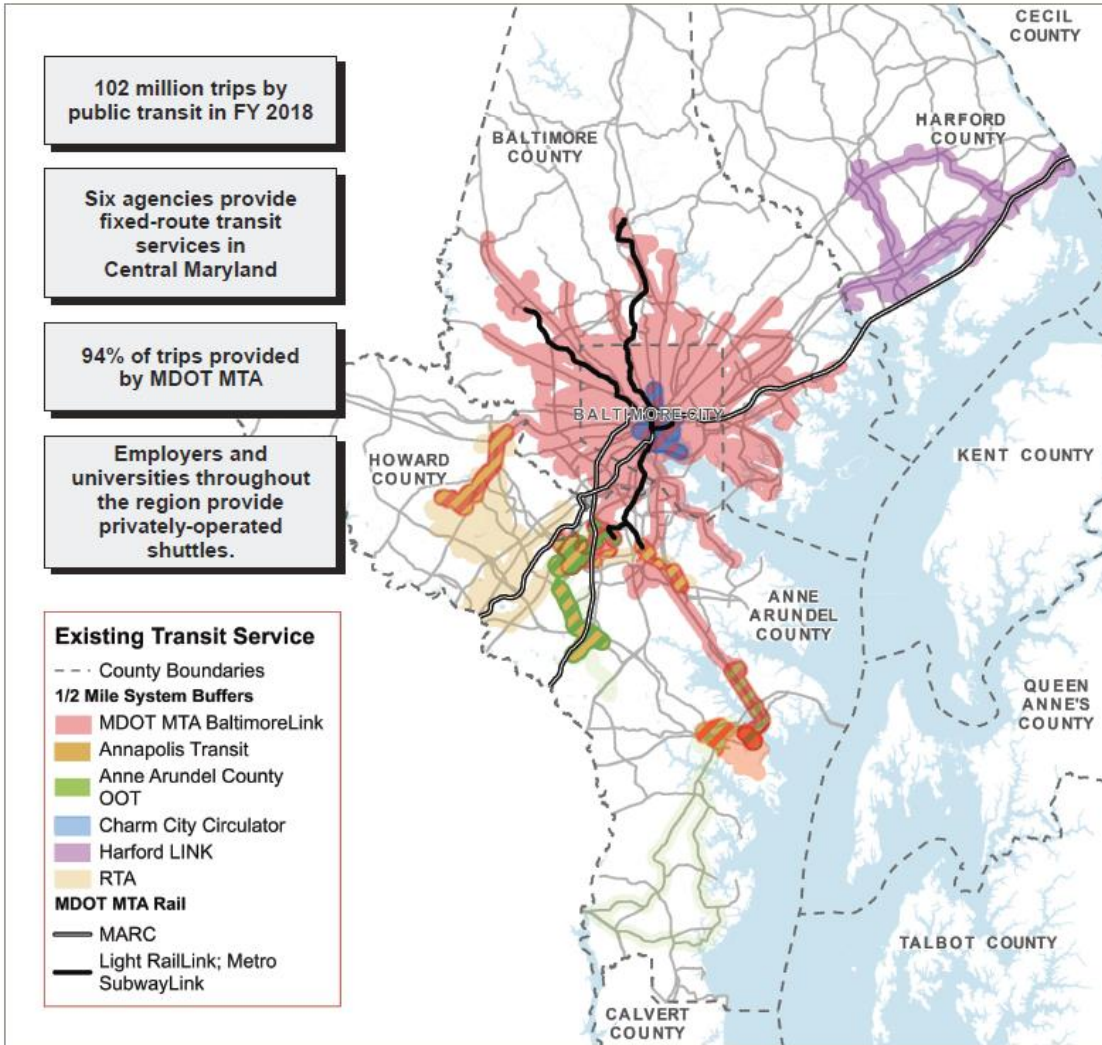 102 million trips by
public transit in FY 2018
Six agencies provide
fixed-route transit
services in
Central Maryland
94% of trips provided
by MDOT MTA
Employers and
universities throughout
the region provide
privately-operated
shuttles.
Existing Transit Service
County Boundaries
1/2 Mile System Buffers
MDOT MTA BaltimoreLink
Annapolis Transit
Anne Arundel County
OOT
Charm City Circulator
Harford LINK
RTA
MDOT MTA Rail
MARC
Light RailLink; Metro
SubwayLink
CECIL
COUNTY
HARFORD
COUNTY
BALTIMORE
COUNTY
BALTIMORE CITY
HOWARD
COUNTY
KENT COUNTY
ANNE
ARUNDEL
COUNTY
QUEEN
ANNE'S
COUNTY
TALBOT COUNTY
CALVERT
COUNTY